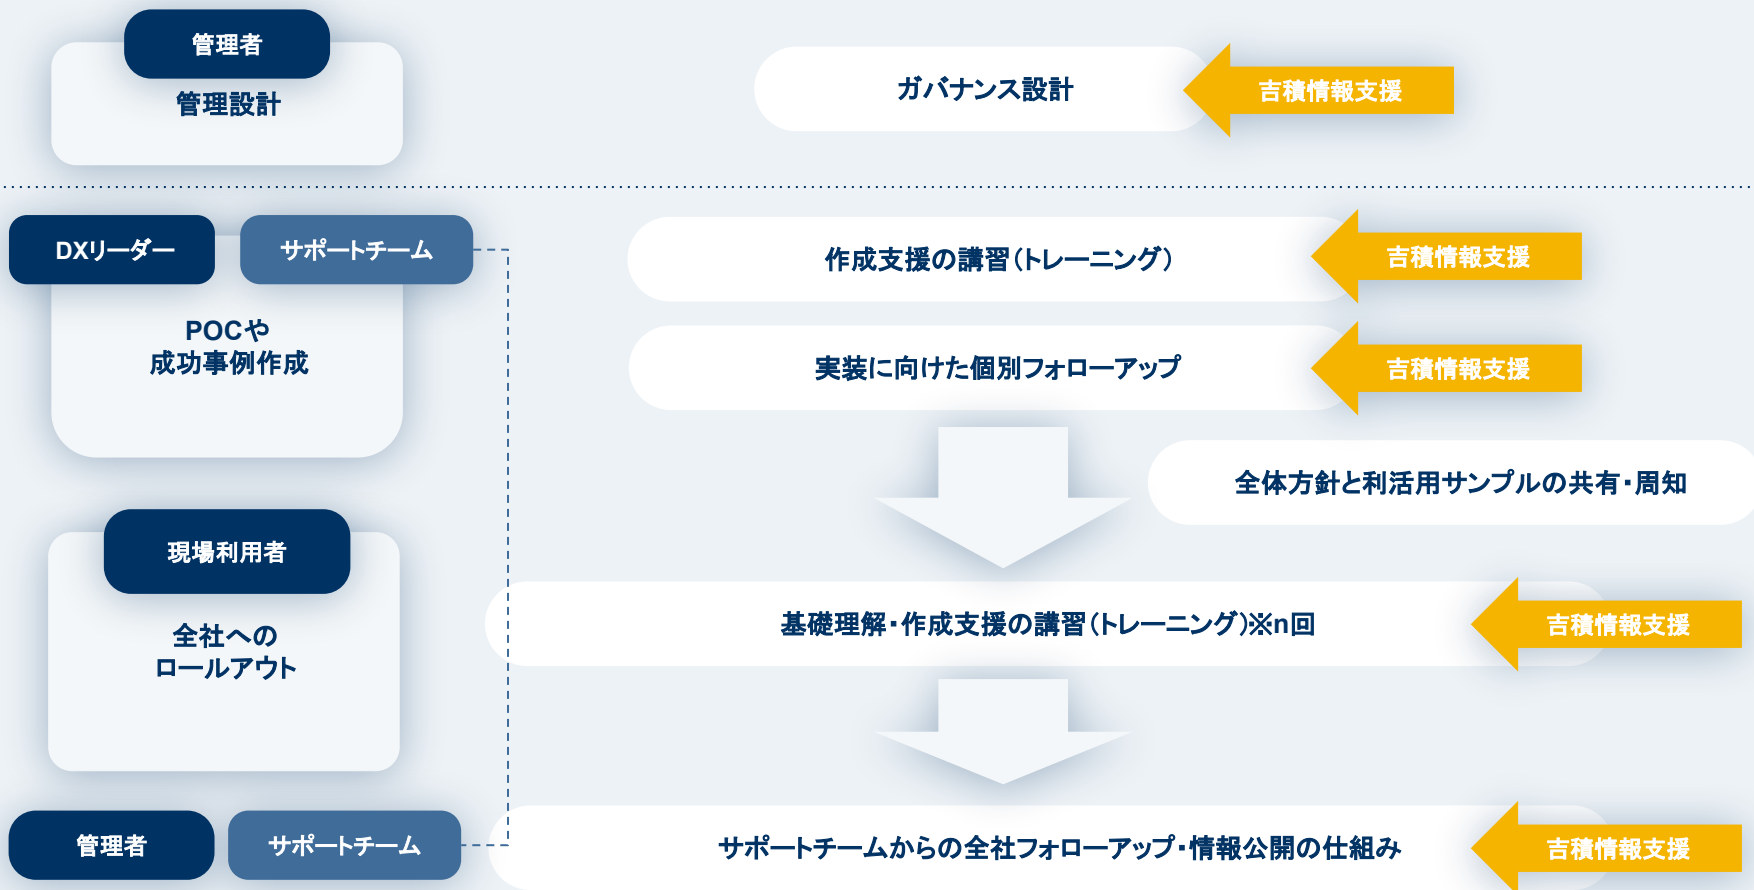 管理者
管理設計
ガバナンス設計
吉積情報支援
DXリーダー
サポートチーム
POCや
成功事例作成
作成支援の講習（トレーニング）
吉積情報支援
実装に向けた個別フォローアップ
吉積情報支援
全体方針と利活用サンプルの共有・周知
現場利用者
全社への
ロールアウト
基礎理解・作成支援の講習（トレーニング）※n回
吉積情報支援
管理者
サポートチーム
サポートチームからの全社フォローアップ・情報公開の仕組み
吉積情報支援